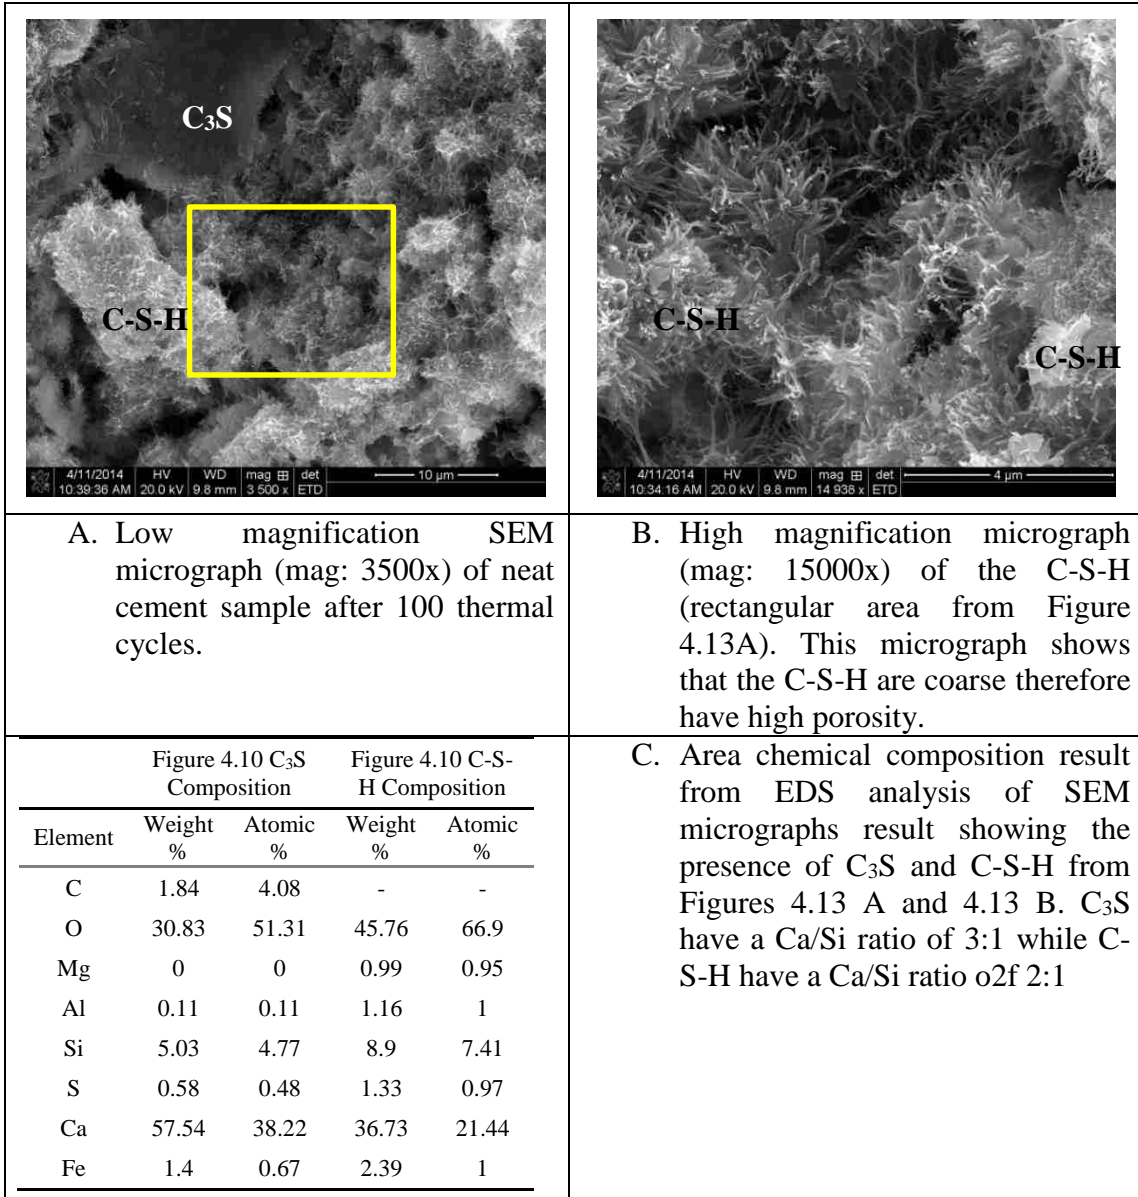 C₃S
C-S-H
4/11/2014 HV WD mag det 10 µm
10:39:36 AM 20.0 kV 9.8 mm 3 500 x ETD
C-S-H
C-S-H
4/11/2014 HV WD mag det 4 µm
10:34:16 AM 20.0 kV 9.8 mm 14 938 x ETD
A. Low magnification SEM
micrograph (mag: 3500x) of neat
cement sample after 100 thermal
cycles.
B. High magnification micrograph
(mag: 15000x) of the C-S-H
(rectangular area from Figure
4.13A). This micrograph shows
that the C-S-H are coarse therefore
have high porosity.
Figure 4.10 C₃S Figure 4.10 C-S-
Composition H Composition
Element Weight Atomic Weight Atomic
% % % %
C 1.84 4.08 - -
O 30.83 51.31 45.76 66.9
Mg 0 0 0.99 0.95
Al 0.11 0.11 1.16 1
Si 5.03 4.77 8.9 7.41
S 0.58 0.48 1.33 0.97
Ca 57.54 38.22 36.73 21.44
Fe 1.4 0.67 2.39 1
C. Area chemical composition result
from EDS analysis of SEM
micrographs result showing the
presence of C₃S and C-S-H from
Figures 4.13 A and 4.13 B. C₃S
have a Ca/Si ratio of 3:1 while C-
S-H have a Ca/Si ratio o2f 2:1